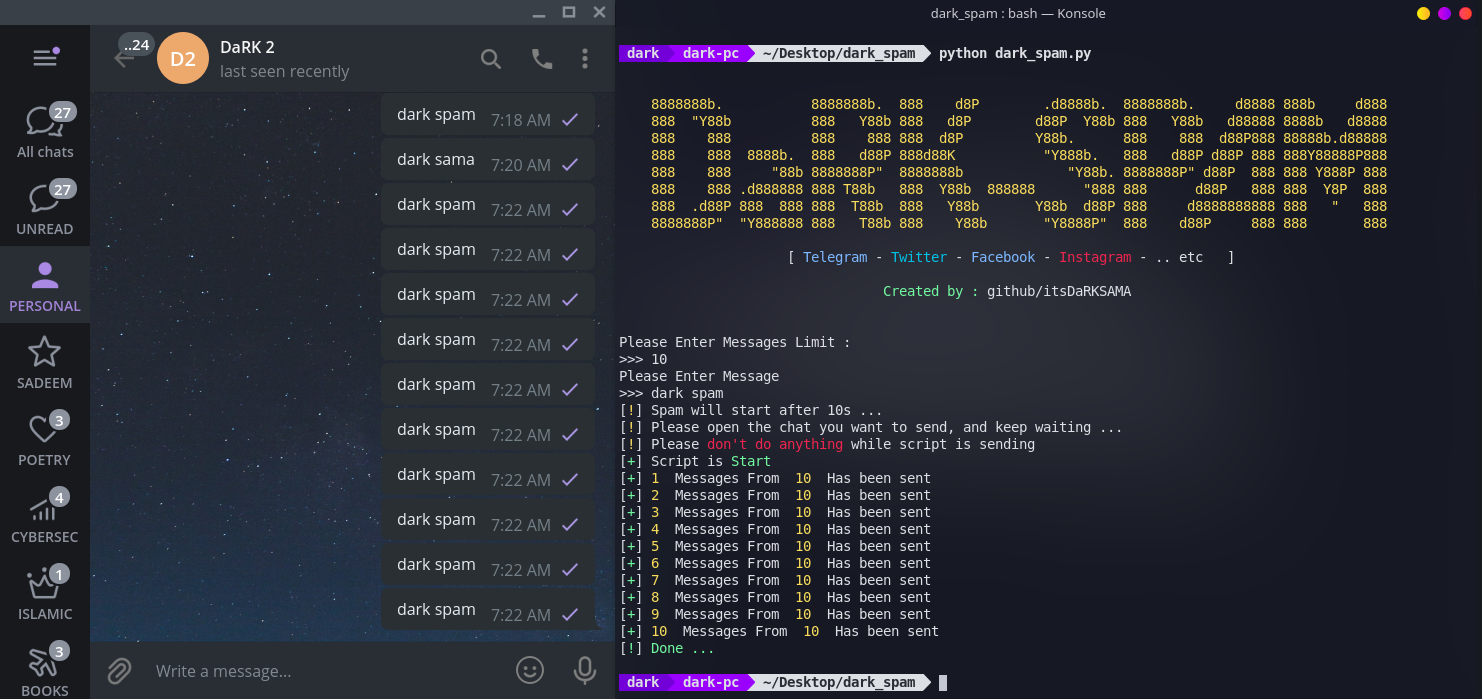 ..24
D2
DaRK 2
last seen recently
27
All chats
27
UNREAD
PERSONAL
SADEEM
3
POETRY
4
CYBERSEC
1
ISLAMIC
3
BOOKS
dark spam 7:18 AM
dark sama 7:20 AM
dark spam 7:22 AM
dark spam 7:22 AM
dark spam 7:22 AM
dark spam 7:22 AM
dark spam 7:22 AM
dark spam 7:22 AM
dark spam 7:22 AM
dark spam 7:22 AM
dark spam 7:22 AM
dark spam 7:22 AM
Write a message...
dark_spam : bash — Konsole
dark dark-pc ~/Desktop/dark_spam python dark_spam.py
DaRK_SPAM
[ Telegram - Twitter - Facebook - Instagram - .. etc ]
Created by : github/itsDaRKSAMA
Please Enter Messages Limit :
>>> 10
Please Enter Message
>>> dark spam
[!] Spam will start after 10s ...
[!] Please open the chat you want to send, and keep waiting ...
[!] Please don't do anything while script is sending
[+] Script is Start
[+] 1 Messages From 10 Has been sent
[+] 2 Messages From 10 Has been sent
[+] 3 Messages From 10 Has been sent
[+] 4 Messages From 10 Has been sent
[+] 5 Messages From 10 Has been sent
[+] 6 Messages From 10 Has been sent
[+] 7 Messages From 10 Has been sent
[+] 8 Messages From 10 Has been sent
[+] 9 Messages From 10 Has been sent
[+] 10 Messages From 10 Has been sent
[!] Done ...
dark dark-pc ~/Desktop/dark_spam